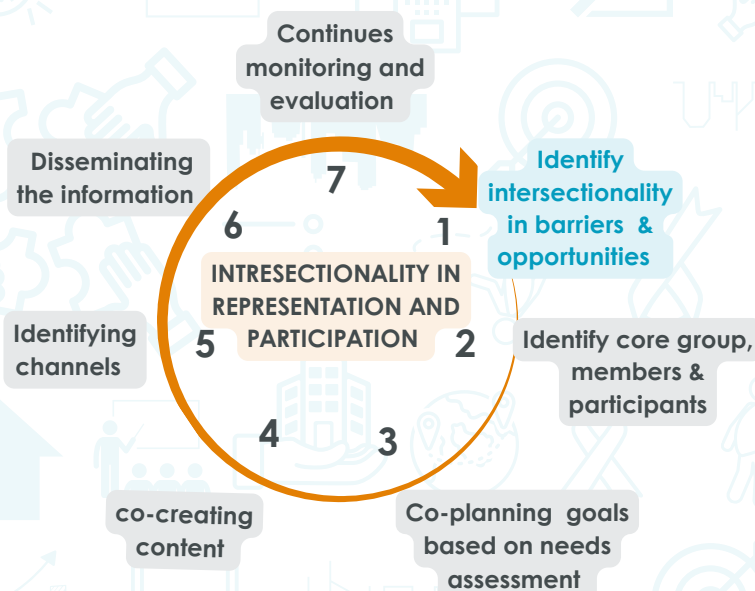 Continues
monitoring and
evaluation
7
Identify
intersectionality
in barriers &
opportunities
1
Identify core group,
members &
participants
2
Co-planning goals
based on needs
assessment
3
co-creating
content
4
Identifying
channels
5
Disseminating
the information
6
INTRESECTIONALITY IN
REPRESENTATION AND
PARTICIPATION